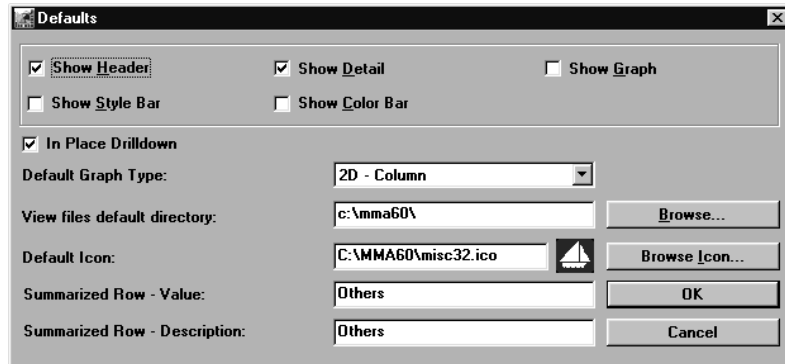 Defaults
Show Header Show Detail Show Graph
Show Style Bar Show Color Bar
In Place Drilldown
Default Graph Type: 2D - Column
View files default directory: c:\mma60\ Browse...
Default Icon: C:\MMA60\misc32.ico Browse Icon...
Summarized Row - Value: Others OK
Summarized Row - Description: Others Cancel